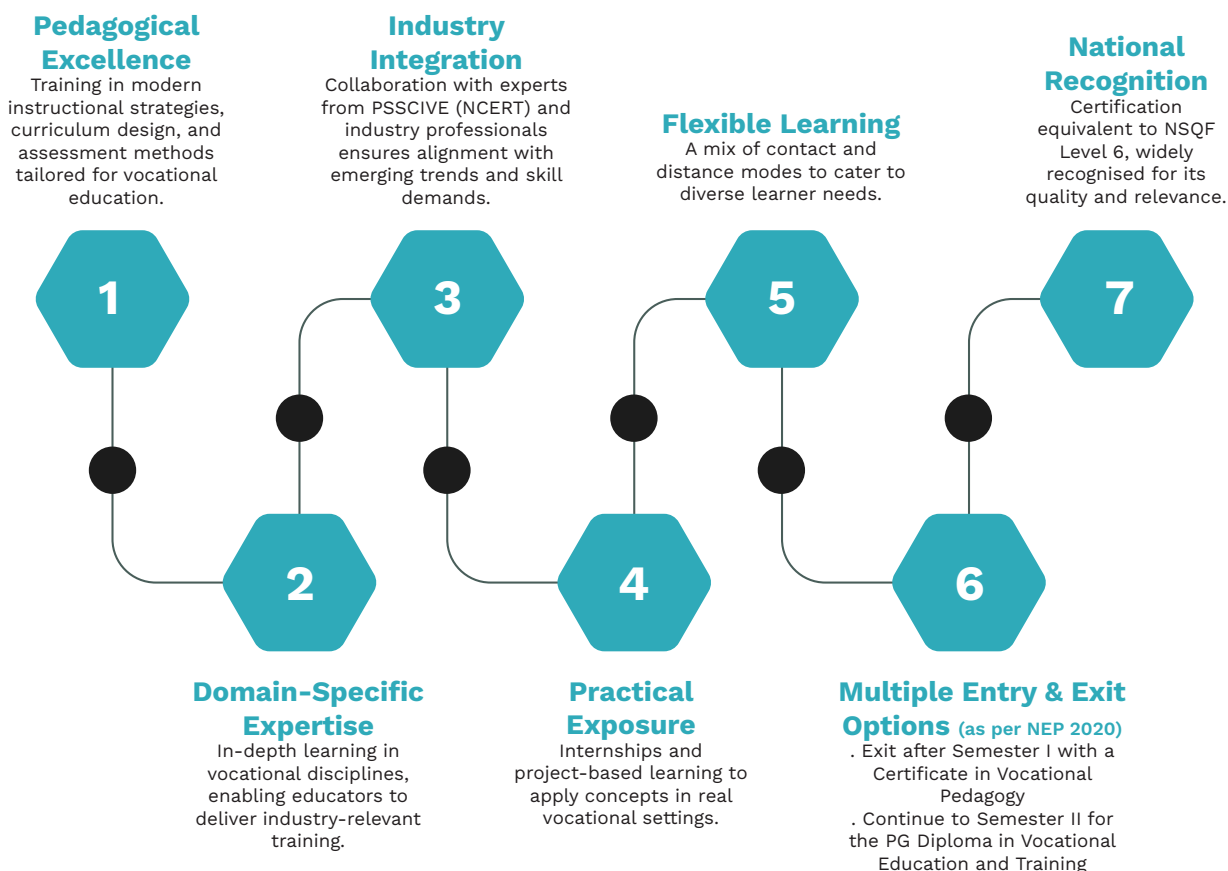 Pedagogical
Excellence
Training in modern
instructional strategies,
curriculum design, and
assessment methods
tailored for vocational
education.
1
2
Domain-Specific
Expertise
In-depth learning in
vocational disciplines,
enabling educators to
deliver industry-relevant
training.
Industry
Integration
Collaboration with experts
from PSSCIVE (NCERT) and
industry professionals
ensures alignment with
emerging trends and skill
demands.
3
4
Practical
Exposure
Internships and
project-based learning to
apply concepts in real
vocational settings.
Flexible Learning
A mix of contact and
distance modes to cater to
diverse learner needs.
5
6
Multiple Entry & Exit
Options (as per NEP 2020)
. Exit after Semester I with a
Certificate in Vocational
Pedagogy
. Continue to Semester II for
the PG Diploma in Vocational
Education and Training
National
Recognition
Certification
equivalent to NSQF
Level 6, widely
recognised for its
quality and relevance.
7